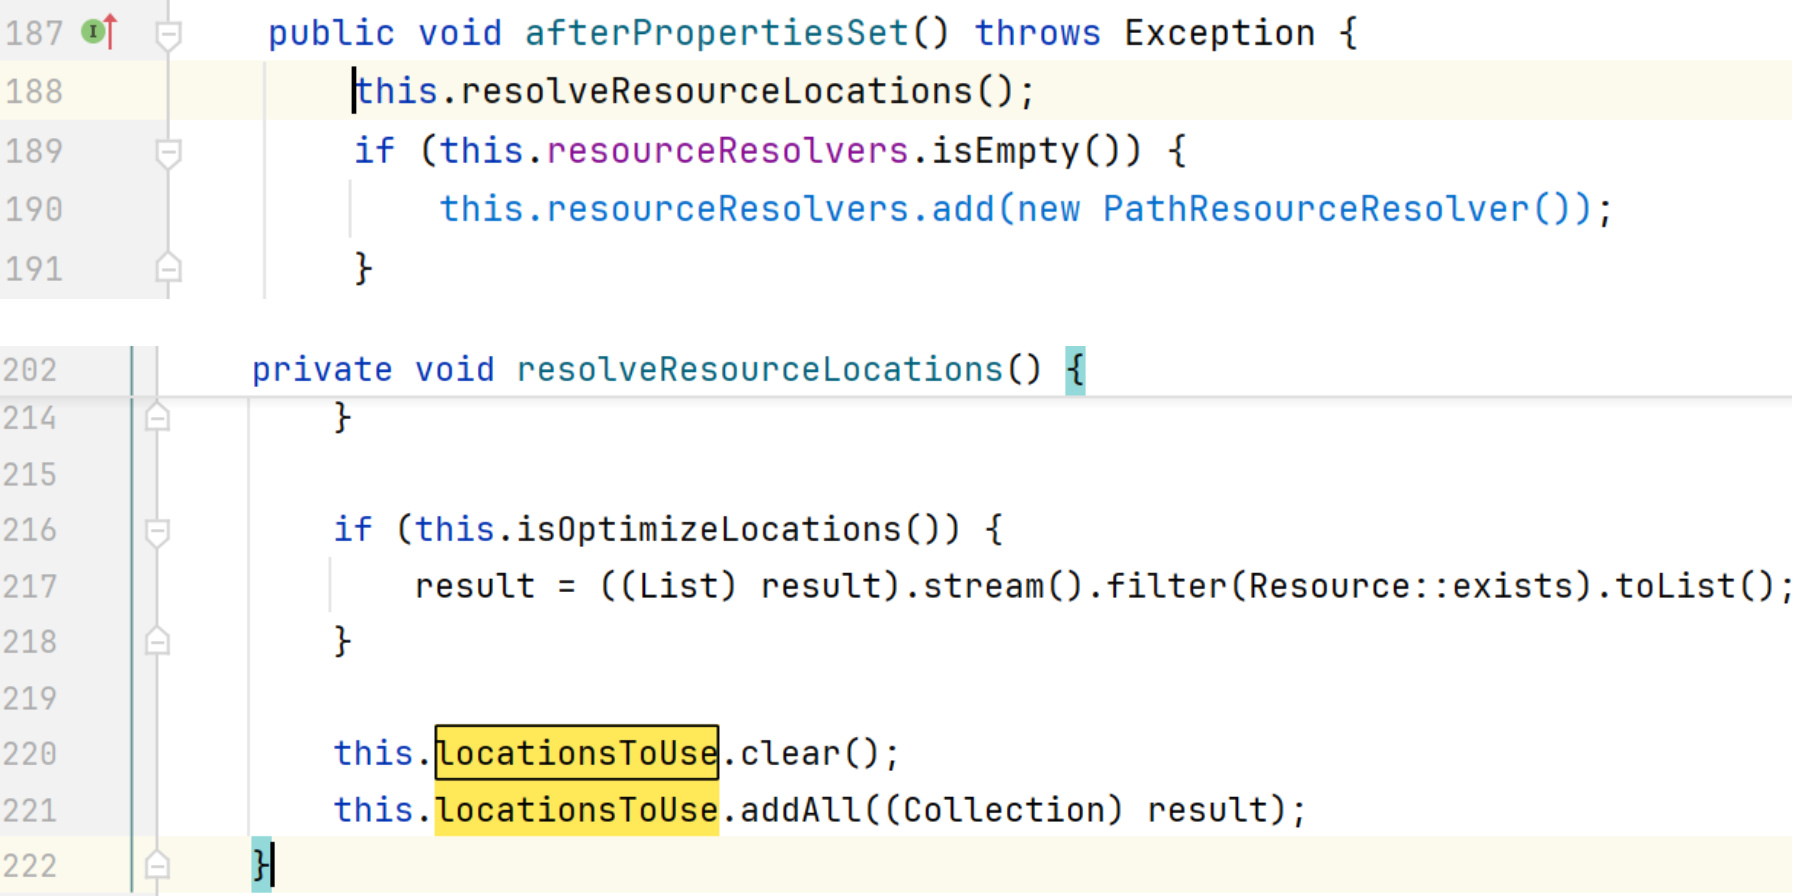 187 I public void afterPropertiesSet() throws Exception {
188 this.resolveResourceLocations();
189 if (this.resourceResolvers.isEmpty()) {
190 this.resourceResolvers.add(new PathResourceResolver());
191 }
202 private void resolveResourceLocations() {
214 }
215
216 if (this.isOptimizeLocations()) {
217 result = ((List) result).stream().filter(Resource::exists).toList();
218 }
219
220 this.locationsToUse.clear();
221 this.locationsToUse.addAll((Collection) result);
222 }